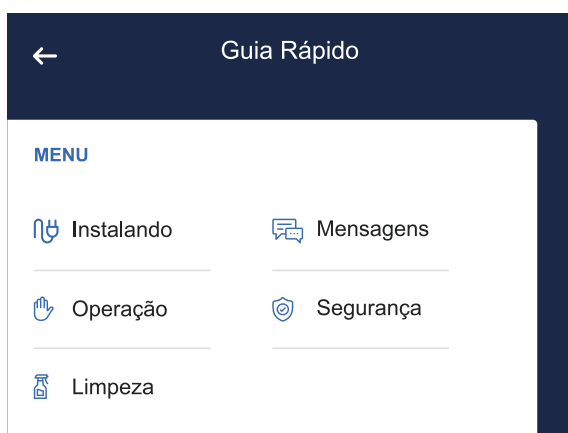 Guia Rápido
MENU
Instalando
Mensagens
Operação
Segurança
Limpeza